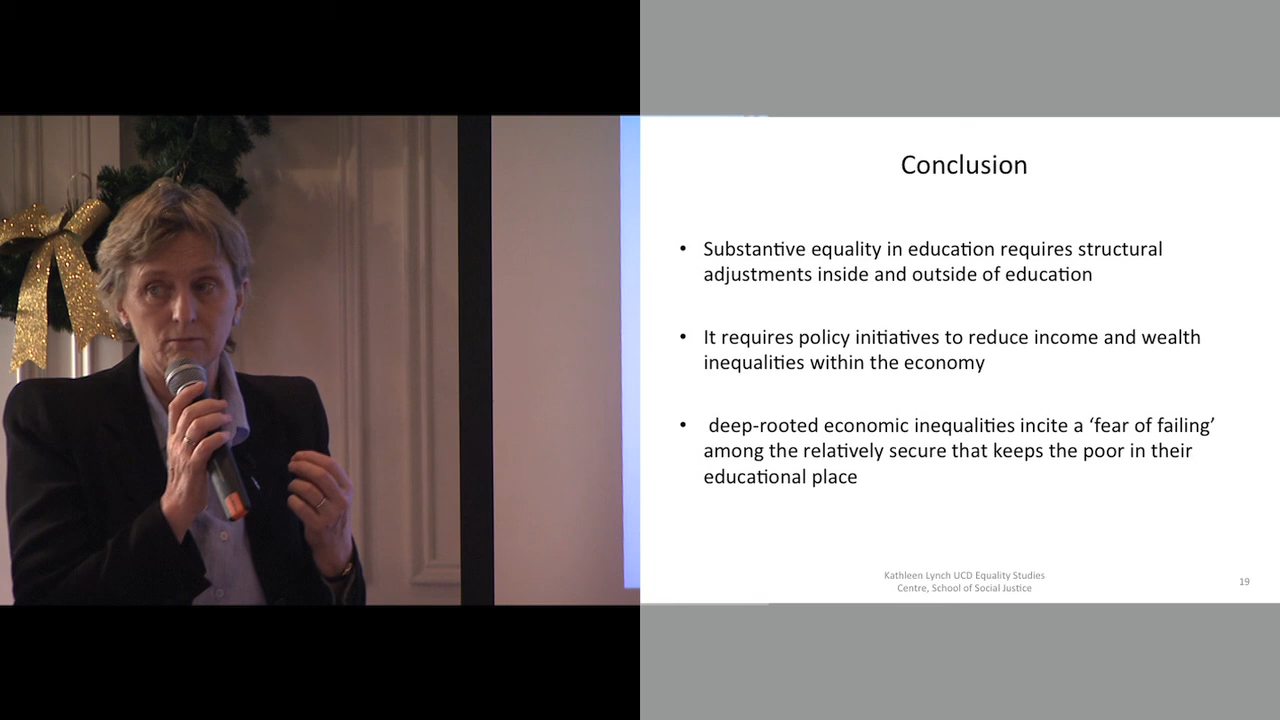 Conclusion
• Substantive equality in education requires structural
adjustments inside and outside of education
• It requires policy initiatives to reduce income and wealth
inequalities within the economy
• deep-rooted economic inequalities incite a ‘fear of failing’
among the relatively secure that keeps the poor in their
educational place
Kathleen Lynch UCD Equality Studies
Centre, School of Social Justice
19